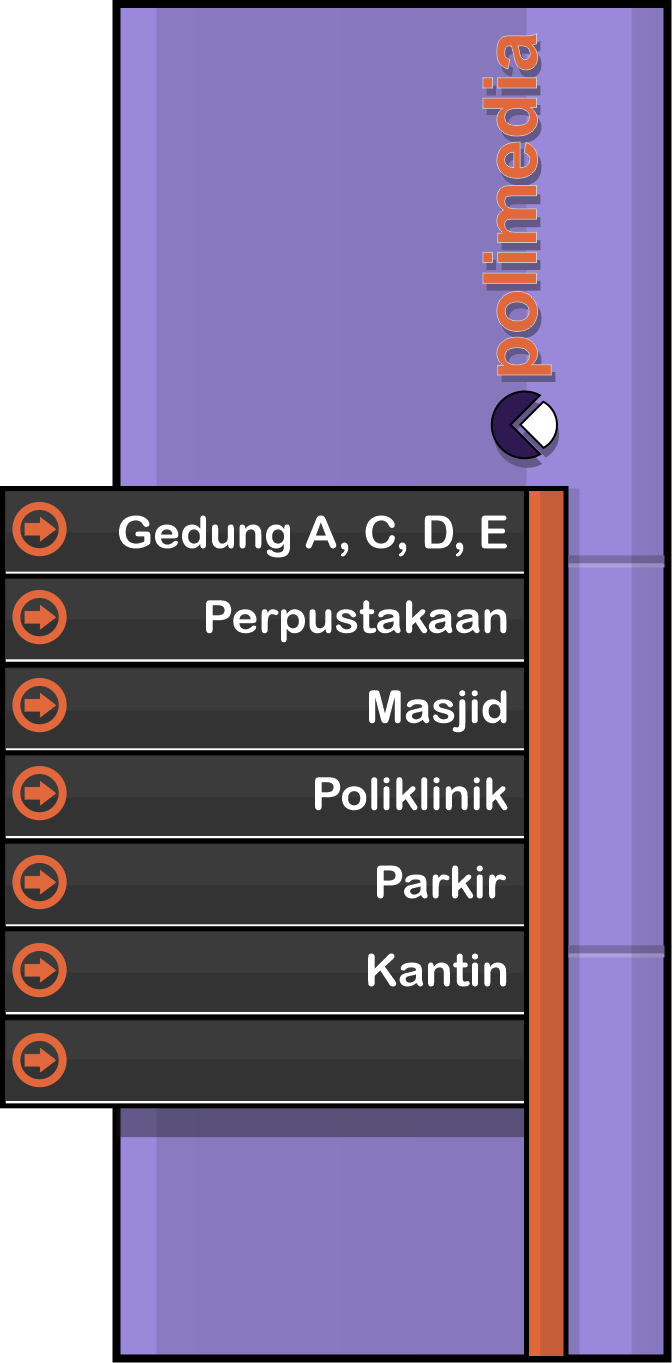 polimedia
Gedung A, C, D, E
Perpustakaan
Masjid
Poliklinik
Parkir
Kantin